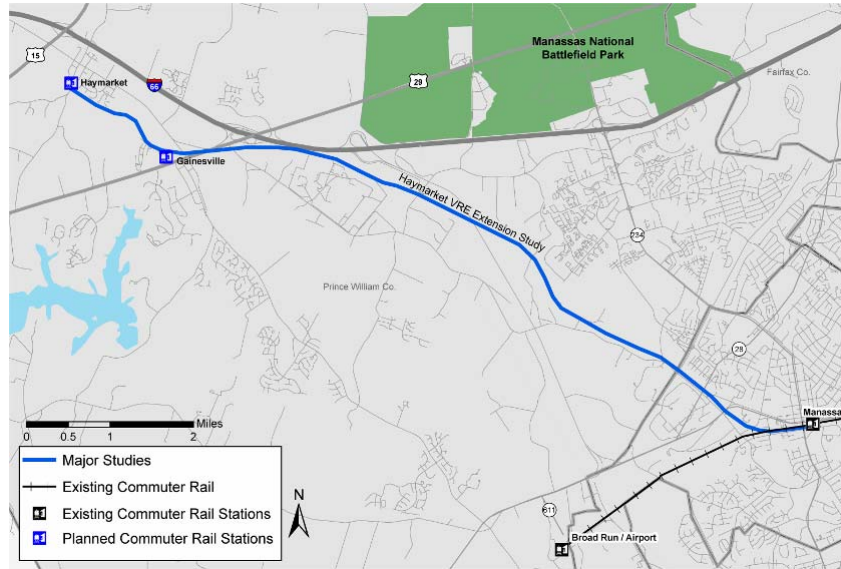 Manassas National
Battlefield Park
15
66
29
Fairfax Co.
Haymarket
Gainesville
Haymarket VRE Extension Study
234
Prince William Co.
28
Manassa
Miles
0 0.5 1 2
Major Studies
Existing Commuter Rail
Existing Commuter Rail Stations
Planned Commuter Rail Stations
N
611
Broad Run / Airport